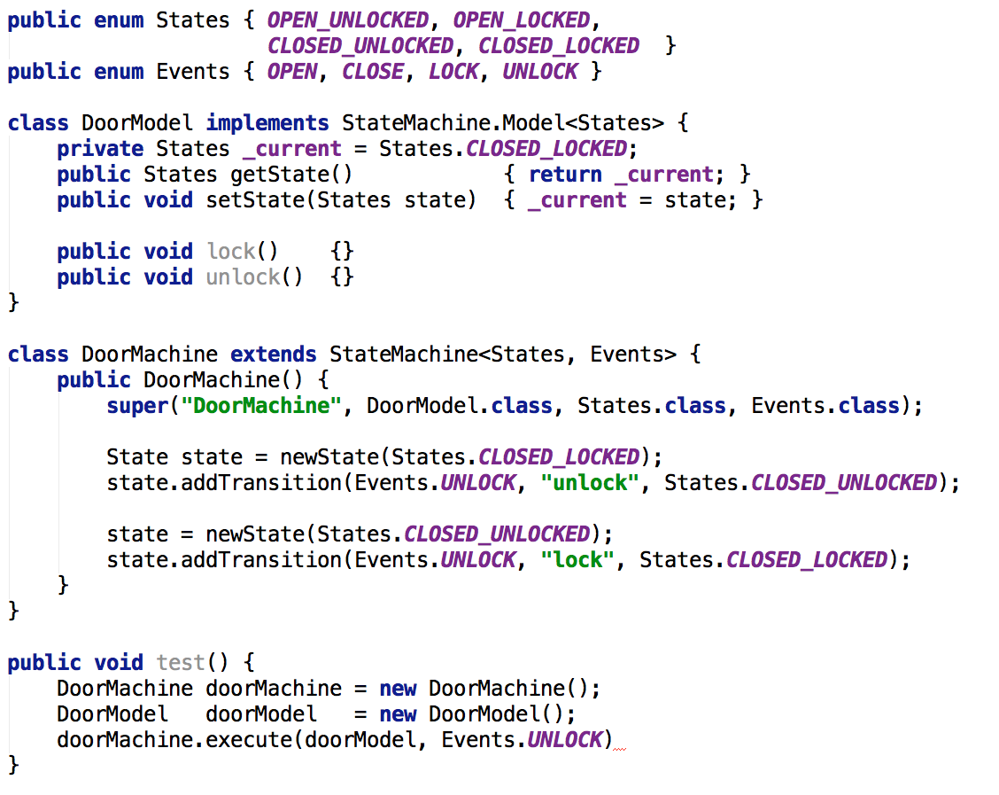 public enum States { OPEN_UNLOCKED, OPEN_LOCKED,
                     CLOSED_UNLOCKED, CLOSED_LOCKED  }
public enum Events { OPEN, CLOSE, LOCK, UNLOCK }

class DoorModel implements StateMachine.Model<States> {
    private States _current = States.CLOSED_LOCKED;
    public States getState()            { return _current; }
    public void setState(States state)  { _current = state; }

    public void lock()    {}
    public void unlock()  {}
}

class DoorMachine extends StateMachine<States, Events> {
    public DoorMachine() {
        super("DoorMachine", DoorModel.class, States.class, Events.class);

        State state = newState(States.CLOSED_LOCKED);
        state.addTransition(Events.UNLOCK, "unlock", States.CLOSED_UNLOCKED);

        state = newState(States.CLOSED_UNLOCKED);
        state.addTransition(Events.UNLOCK, "lock", States.CLOSED_LOCKED);
    }
}

public void test() {
    DoorMachine doorMachine = new DoorMachine();
    DoorModel   doorModel   = new DoorModel();
    doorMachine.execute(doorModel, Events.UNLOCK)
}